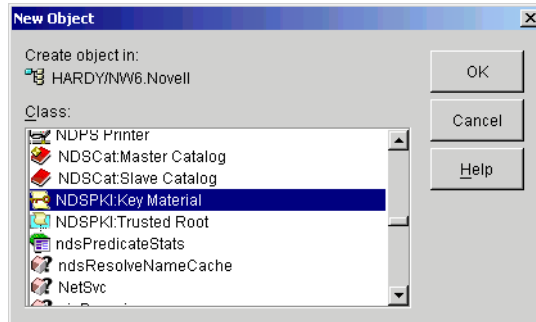 New Object
Create object in:
HARDY/NW6.Novell
Class:
NDPS Printer
NDSCat:Master Catalog
NDSCat:Slave Catalog
NDSPKI:Key Material
NDSPKI:Trusted Root
ndsPredicateStats
ndsResolveNameCache
NetSvc
OK
Cancel
Help